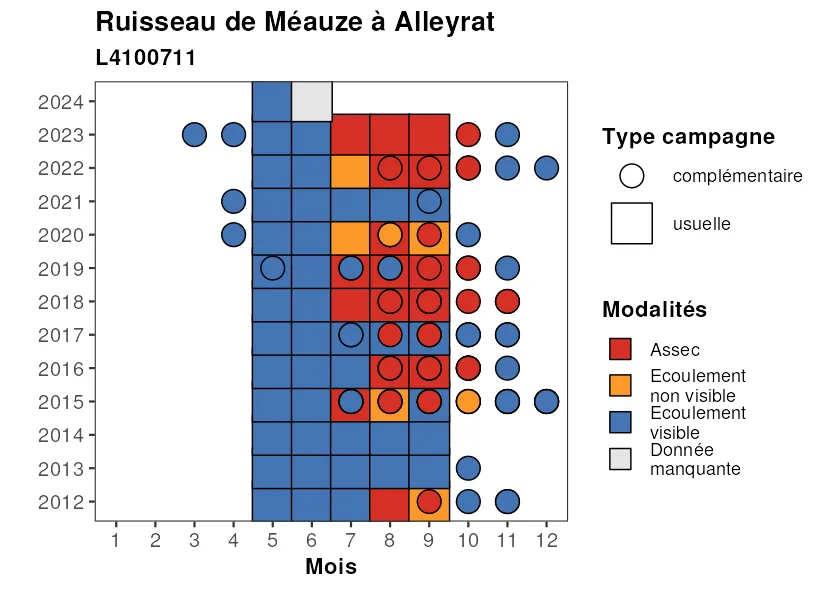 Ruisseau de Méauze à Alleyrat
L4100711
2024
2023
2022
2021
2020
2019
2018
2017
2016
2015
2014
2013
2012
1 2 3 4 5 6 7 8 9 10 11 12
Mois
Type campagne
complémentaire
usuelle
Modalités
Assec
Ecoulement
non visible
Ecoulement
visible
Donnée
manquante